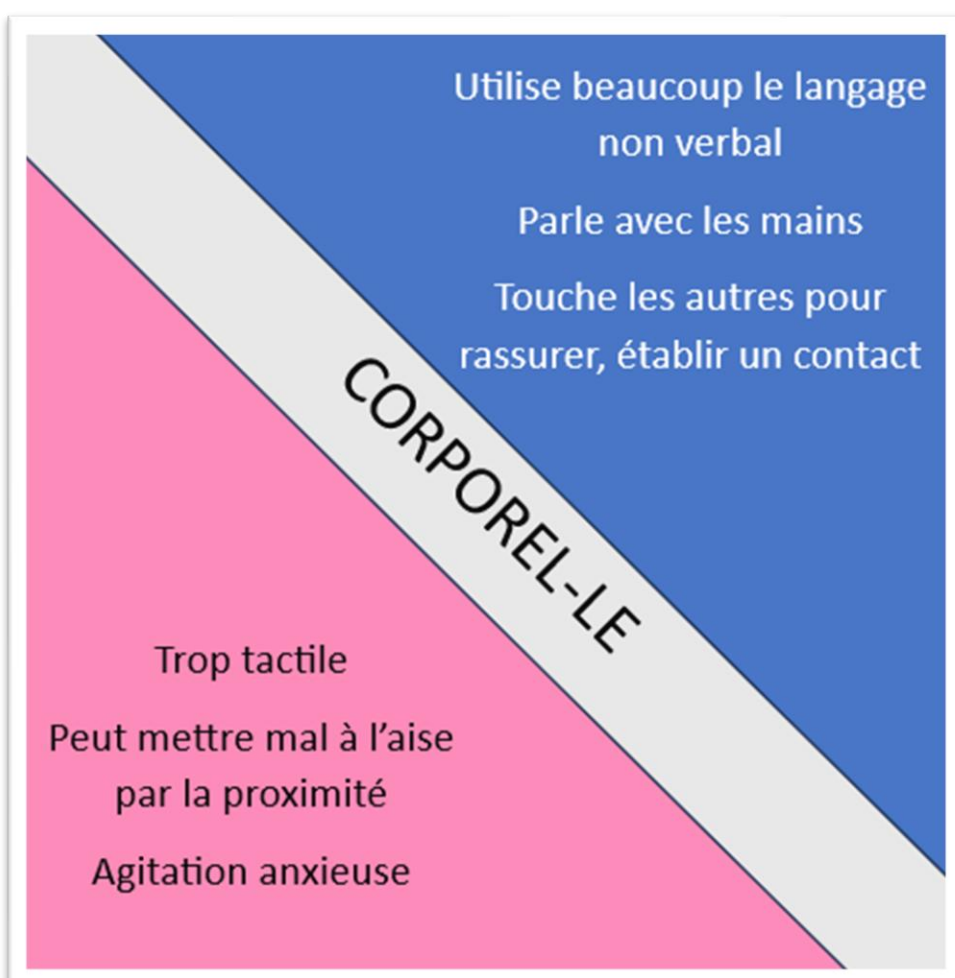 Utilise beaucoup le langage
non verbal
Parle avec les mains
Touche les autres pour
rassurer, établir un contact
CORPOREL-LE
Trop tactile
Peut mettre mal à l’aise
par la proximité
Agitation anxieuse